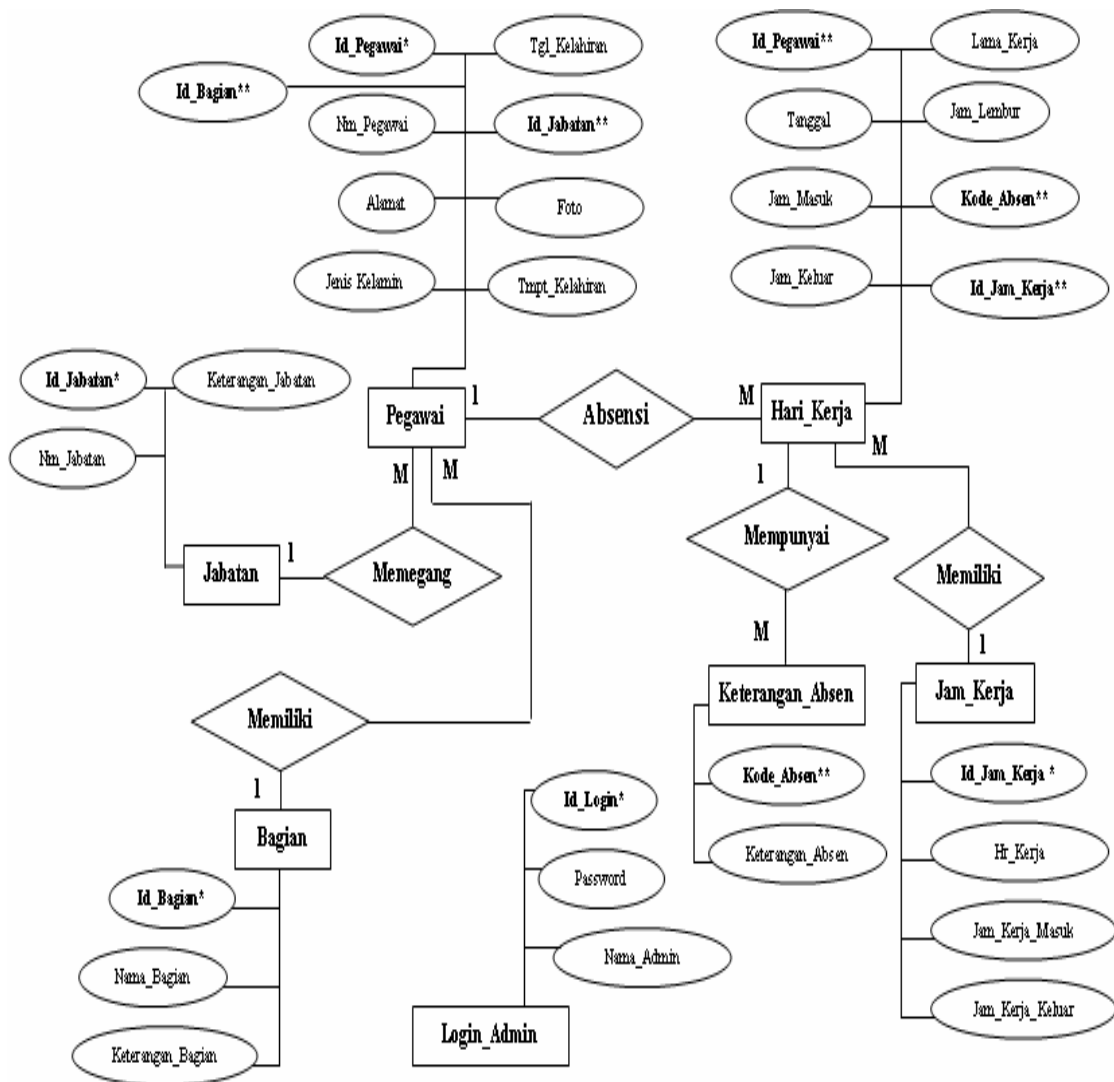 Id_Pegawai*
Tgl_Kelahiran
Id_Bagian**
Nm_Pegawai
Id_Jabatan**
Alamat
Foto
Jenis Kelamin
Tmpt_Kelahiran
Id_Pegawai**
Lama_Kerja
Tanggal
Jam_Lembur
Jam_Masuk
Kode_Absen**
Jam_Keluar
Id_Jam_Kerja**
Id_Jabatan*
Keterangan_Jabatan
Nm_Jabatan
Pegawai
1
Absensi
M
Hari_Kerja
M
M
1
M
Jabatan
1
Memegang
Mempunyai
Memiliki
M
1
Memiliki
1
Bagian
Id_Bagian*
Nama_Bagian
Keterangan_Bagian
Id_Login*
Password
Nama_Admin
Login_Admin
Keterangan_Absen
Kode_Absen**
Keterangan_Absen
Jam_Kerja
Id_Jam_Kerja *
Hr_Kerja
Jam_Kerja_Masuk
Jam_Kerja_Keluar